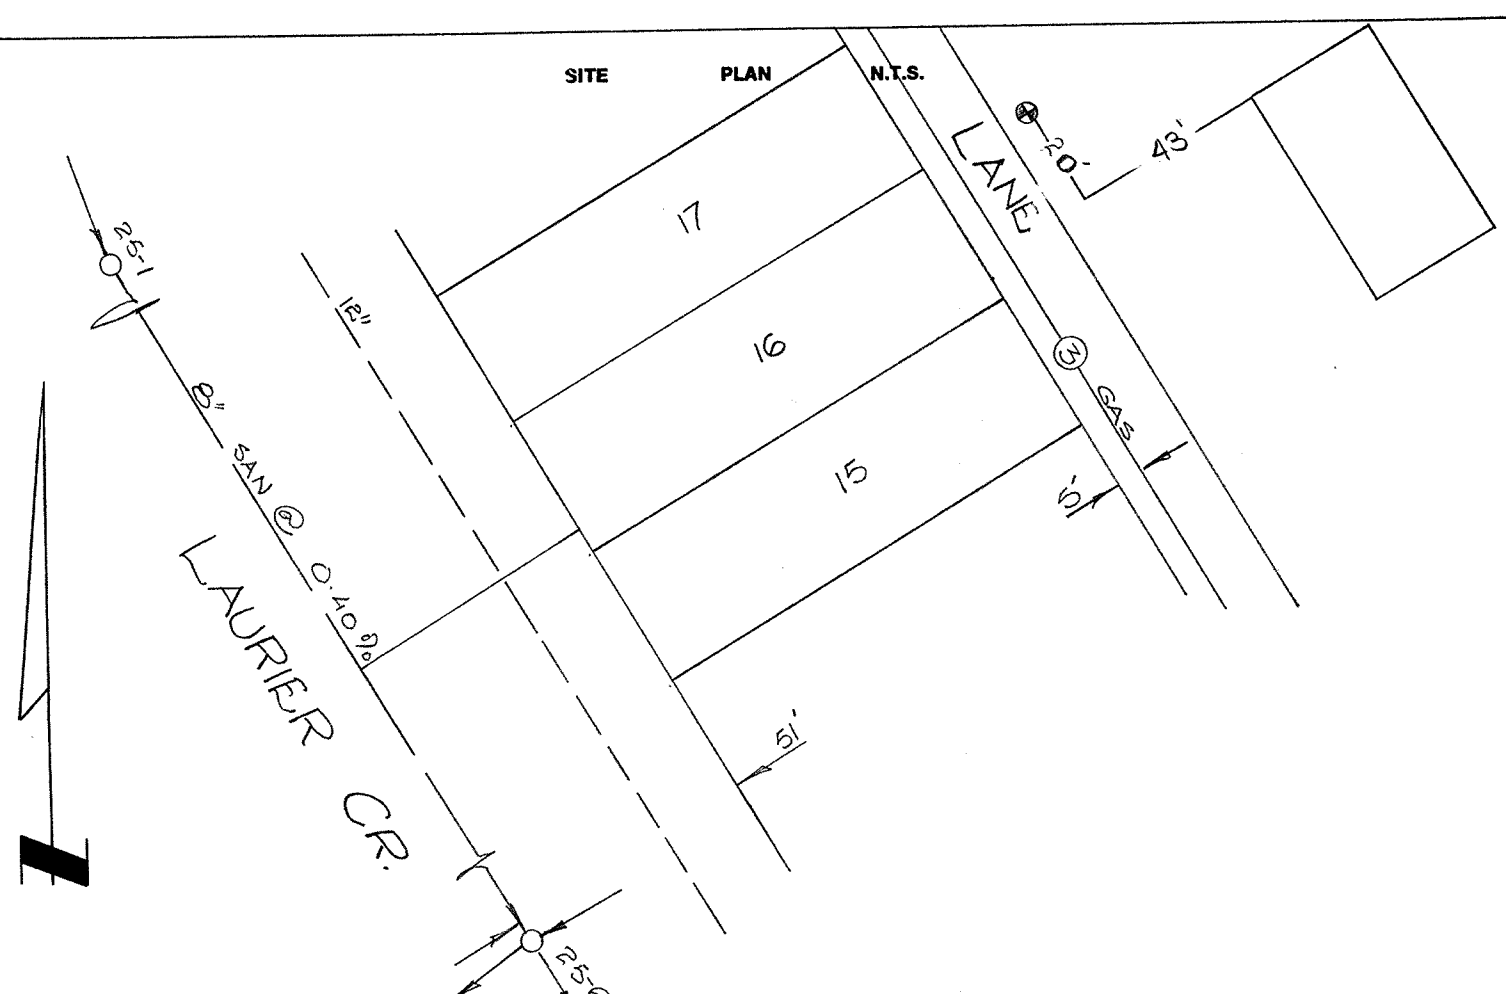 SITE PLAN N.T.S.
LANE
20'
43'
17
25-1
12"
16
3
GAS
8" SAN @ 0.40%
15
5'
LAURIER CR.
51'
N